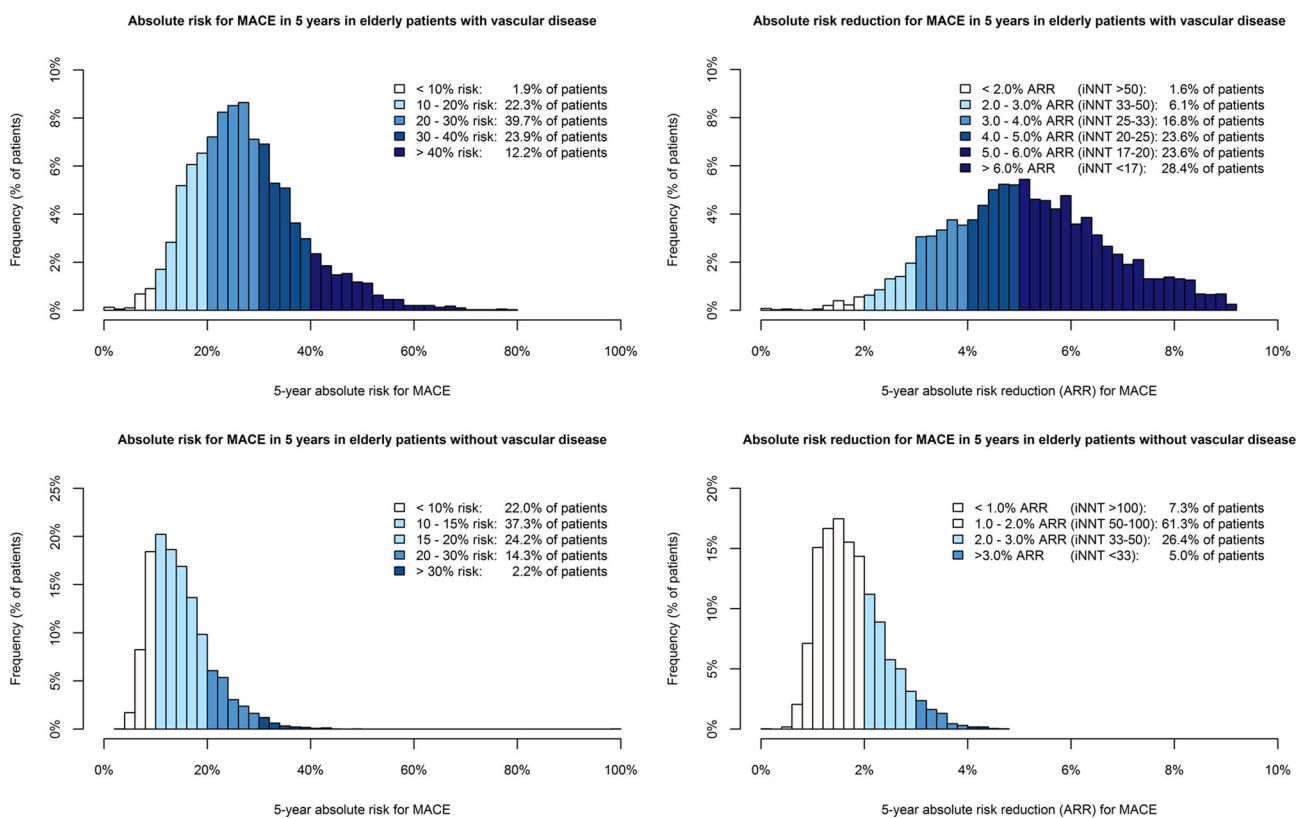 Absolute risk for MACE in 5 years in elderly patients with vascular disease
Frequency (% of patients)
10%
8%
6%
4%
2%
0%
< 10% risk: 1.9% of patients
10 - 20% risk: 22.3% of patients
20 - 30% risk: 39.7% of patients
30 - 40% risk: 23.9% of patients
> 40% risk: 12.2% of patients
0% 20% 40% 60% 80% 100%
5-year absolute risk for MACE
Absolute risk reduction for MACE in 5 years in elderly patients with vascular disease
Frequency (% of patients)
10%
8%
6%
4%
2%
0%
< 2.0% ARR (iNNT >50): 1.6% of patients
2.0 - 3.0% ARR (iNNT 33-50): 6.1% of patients
3.0 - 4.0% ARR (iNNT 25-33): 16.8% of patients
4.0 - 5.0% ARR (iNNT 20-25): 23.6% of patients
5.0 - 6.0% ARR (iNNT 17-20): 23.6% of patients
> 6.0% ARR (iNNT <17): 28.4% of patients
0% 2% 4% 6% 8% 10%
5-year absolute risk reduction (ARR) for MACE
Absolute risk for MACE in 5 years in elderly patients without vascular disease
Frequency (% of patients)
25%
20%
15%
10%
5%
0%
< 10% risk: 22.0% of patients
10 - 15% risk: 37.3% of patients
15 - 20% risk: 24.2% of patients
20 - 30% risk: 14.3% of patients
> 30% risk: 2.2% of patients
0% 20% 40% 60% 80% 100%
5-year absolute risk for MACE
Absolute risk reduction for MACE in 5 years in elderly patients without vascular disease
Frequency (% of patients)
20%
15%
10%
5%
0%
< 1.0% ARR (iNNT >100): 7.3% of patients
1.0 - 2.0% ARR (iNNT 50-100): 61.3% of patients
2.0 - 3.0% ARR (iNNT 33-50): 26.4% of patients
>3.0% ARR (iNNT <33): 5.0% of patients
0% 2% 4% 6% 8% 10%
5-year absolute risk reduction (ARR) for MACE